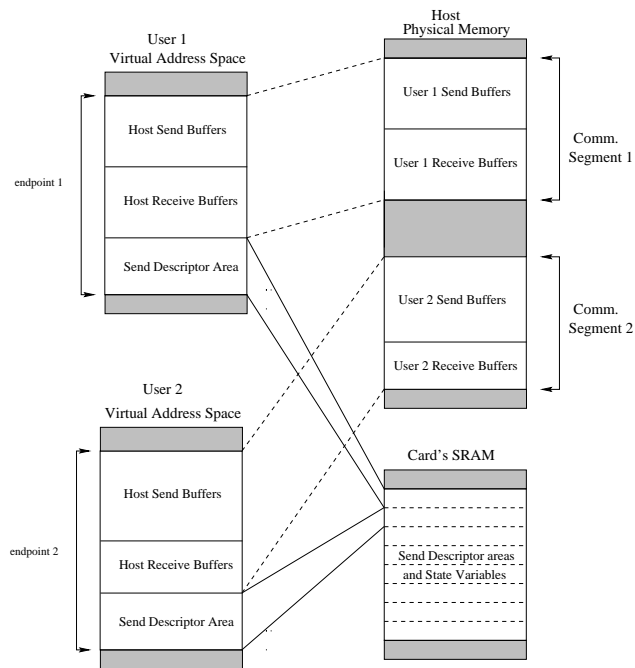 User 1
Virtual Address Space
Host Send Buffers
Host Receive Buffers
Send Descriptor Area
endpoint 1
Host
Physical Memory
User 1 Send Buffers
User 1 Receive Buffers
Comm.
Segment 1
User 2 Send Buffers
User 2 Receive Buffers
Comm.
Segment 2
User 2
Virtual Address Space
Host Send Buffers
Host Receive Buffers
Send Descriptor Area
endpoint 2
Card's SRAM
Send Descriptor areas
and State Variables